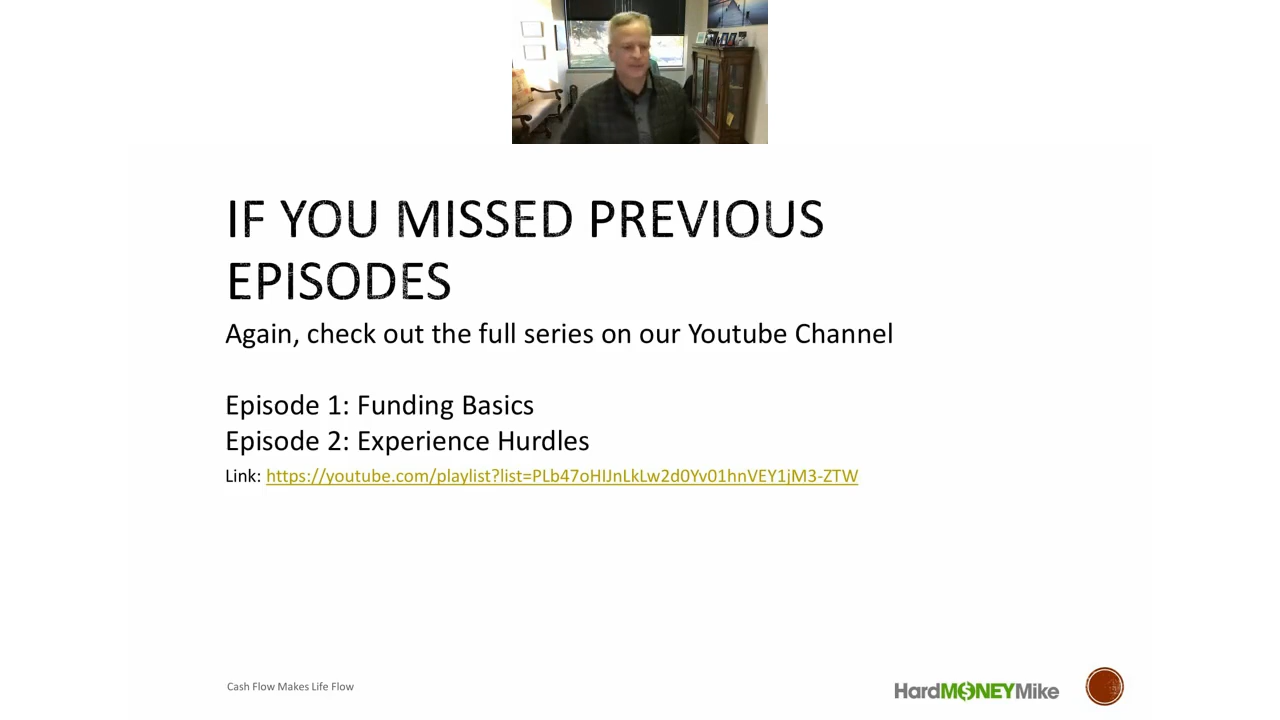 IF YOU MISSED PREVIOUS
EPISODES
Again, check out the full series on our Youtube Channel
Episode 1: Funding Basics
Episode 2: Experience Hurdles
Link: https://youtube.com/playlist?list=PLb47oHIJnLkLw2d0Yv01hnVEY1jM3-ZTW
Cash Flow Makes Life Flow
HardMONEYMike